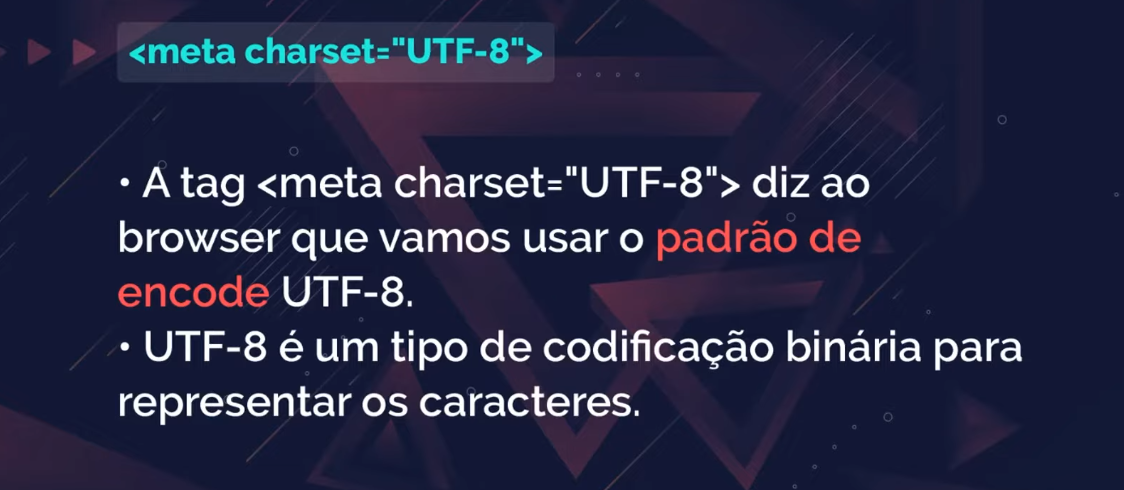 <meta charset="UTF-8">
• A tag <meta charset="UTF-8"> diz ao
browser que vamos usar o padrão de
encode UTF-8.
• UTF-8 é um tipo de codificação binária para
representar os caracteres.